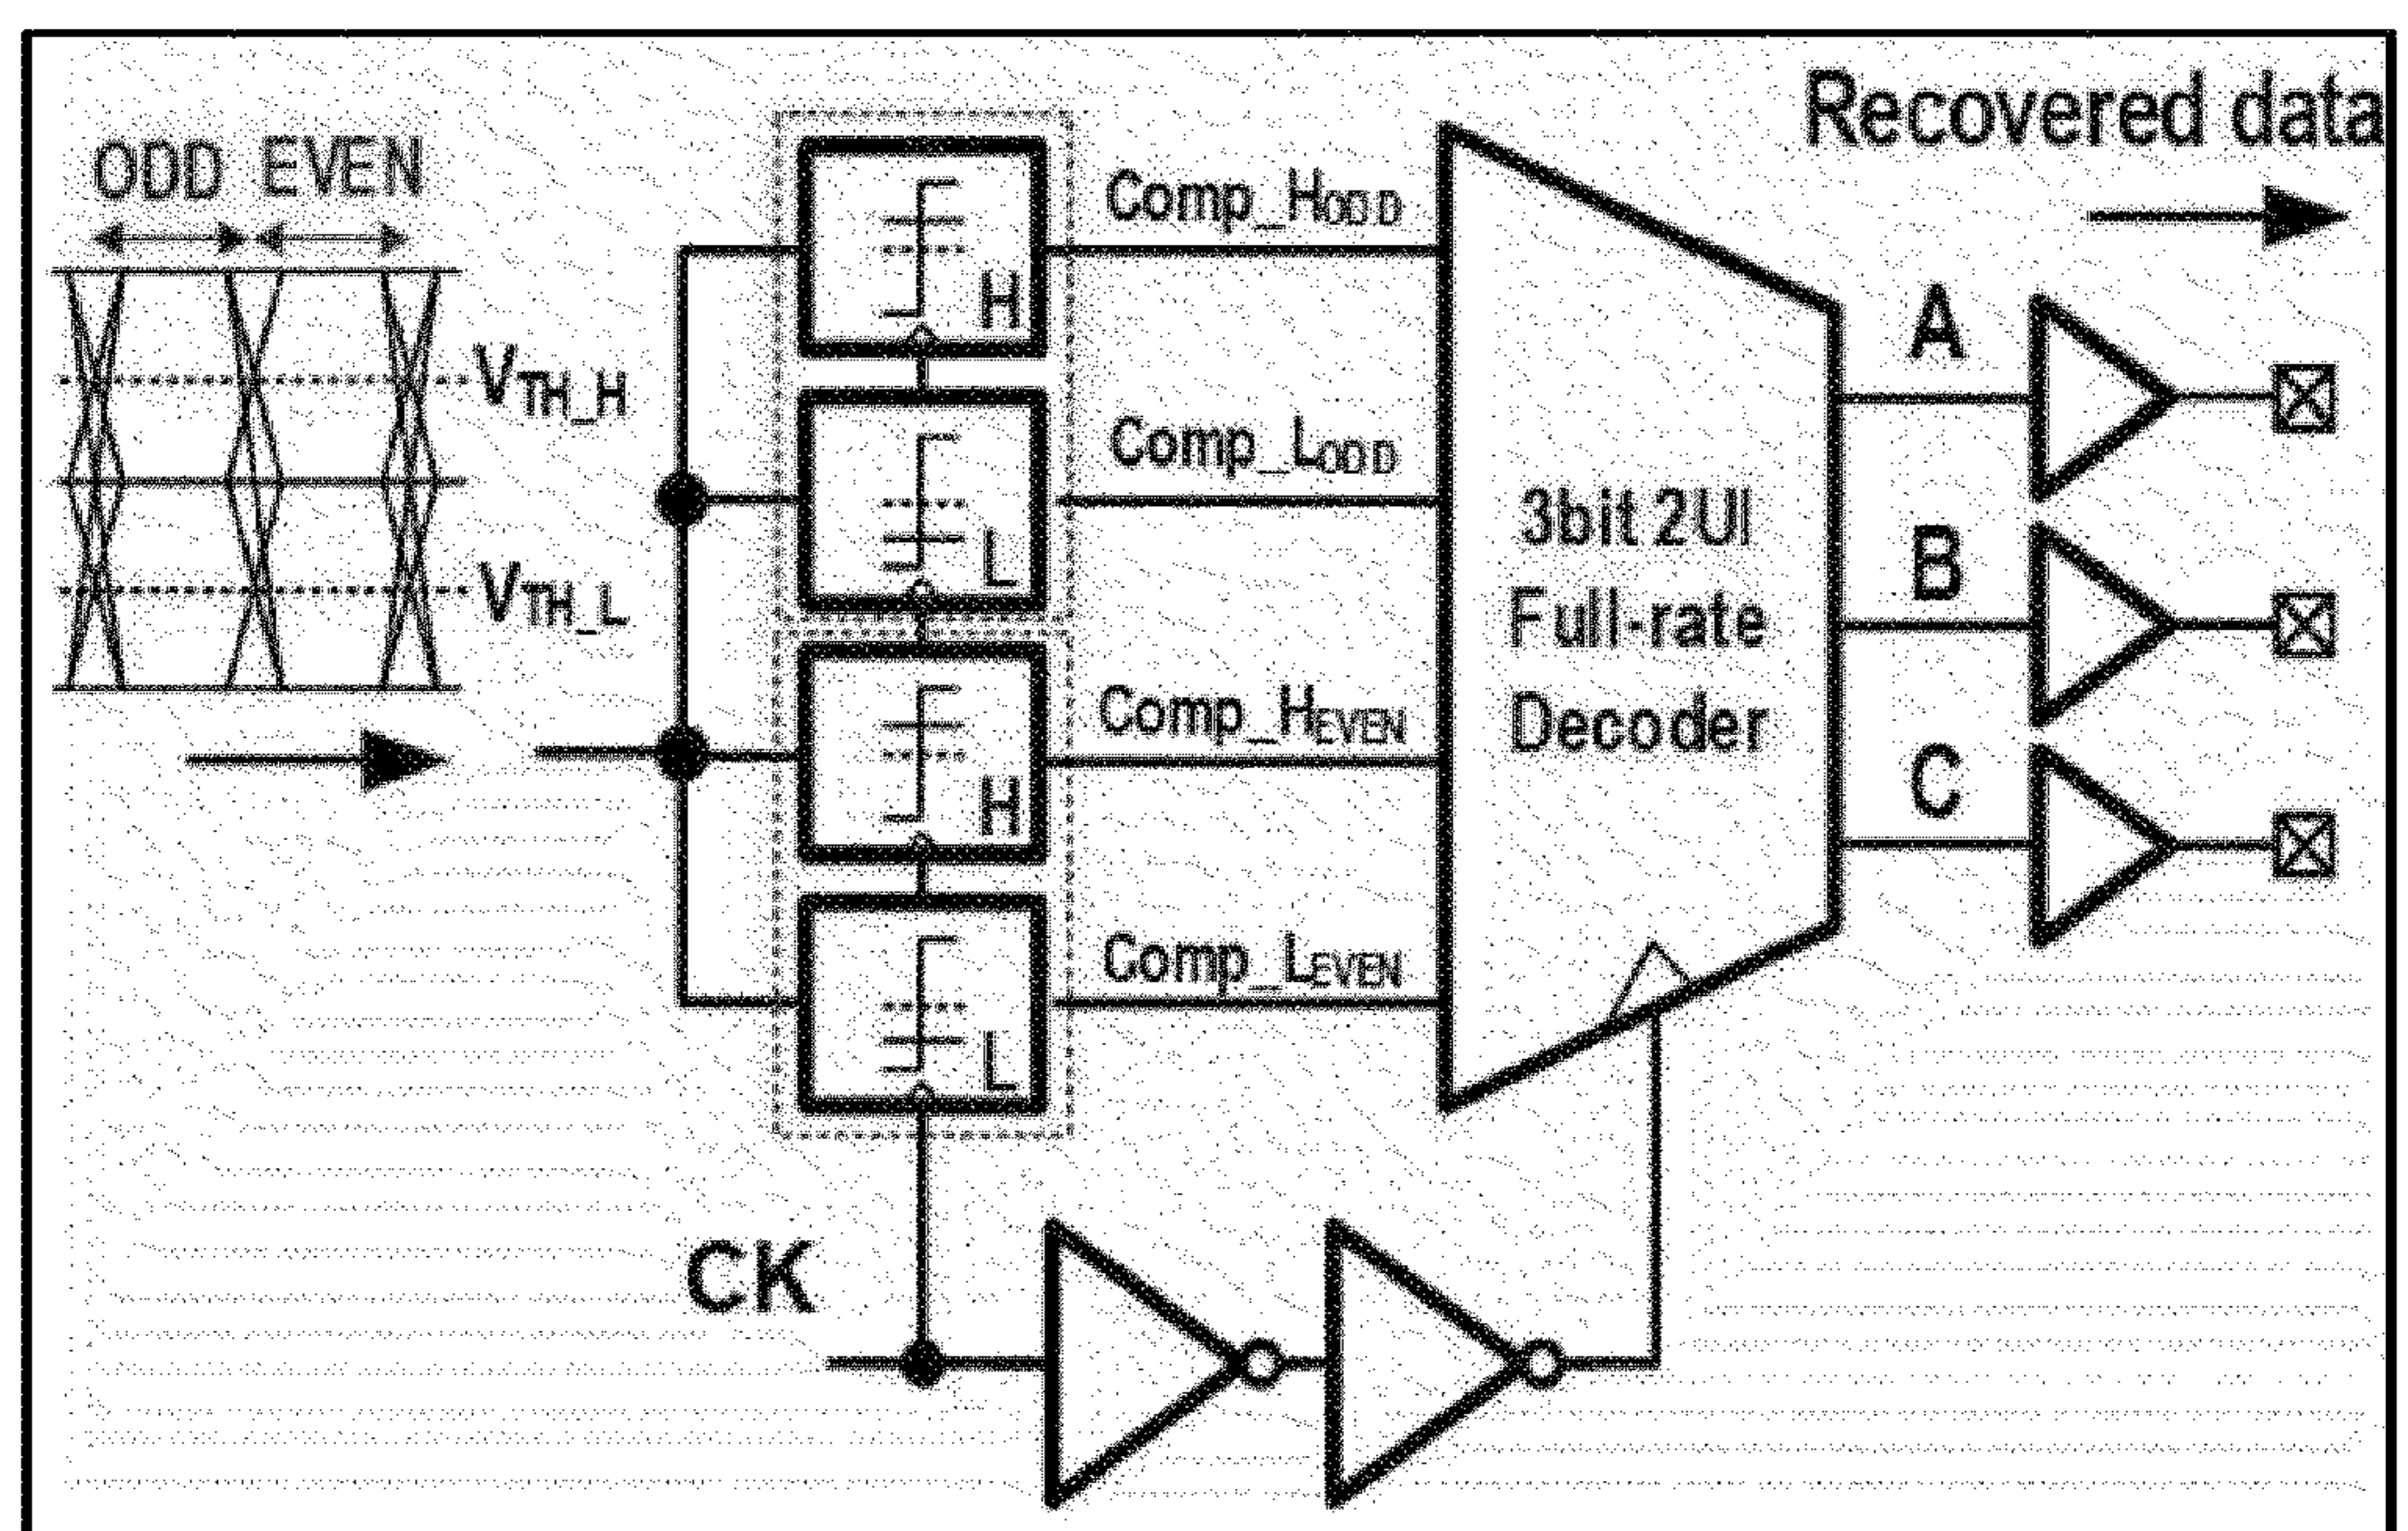 Recovered data
ODD EVEN
VTH_H
VTH_L
H
L
H
L
Comp_HODD
Comp_LODD
Comp_HEVEN
Comp_LEVEN
3bit 2UI
Full-rate
Decoder
A
B
C
CK